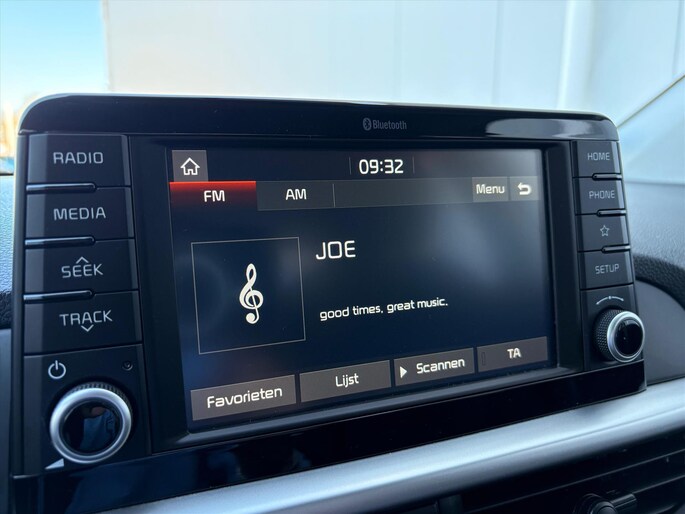 Bluetooth
RADIO
MEDIA
SEEK
TRACK
09:32
FM AM Menu
JOE
good times, great music.
Favorieten Lijst Scannen TA
HOME
PHONE
SETUP